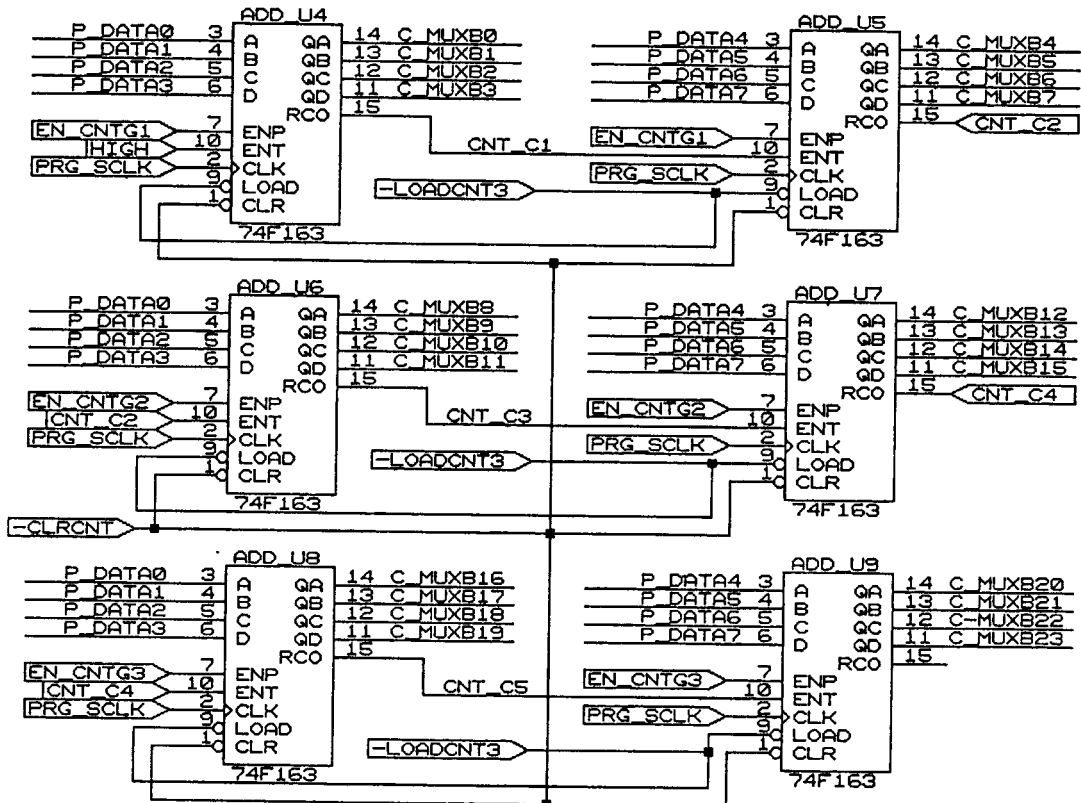 ADD_U4
P_DATA0 3 A QA 14 C_MUXB0
P_DATA1 4 B QB 13 C_MUXB1
P_DATA2 5 C QC 12 C_MUXB2
P_DATA3 6 D QD 11 C_MUXB3
RCO 15
EN_CNTG1 7 ENP
HIGH 10 ENT
PRG_SCLK 2 CLK
9 LOAD
1 CLR
74F163
CNT_C1
ADD_U5
P_DATA4 3 A QA 14 C_MUXB4
P_DATA5 4 B QB 13 C_MUXB5
P_DATA6 5 C QC 12 C_MUXB6
P_DATA7 6 D QD 11 C_MUXB7
RCO 15 CNT_C2
EN_CNTG1 7 ENP
10 ENT
PRG_SCLK 2 CLK
-LOADCNT3 9 LOAD
1 CLR
74F163
ADD_U6
P_DATA0 3 A QA 14 C_MUXB8
P_DATA1 4 B QB 13 C_MUXB9
P_DATA2 5 C QC 12 C_MUXB10
P_DATA3 6 D QD 11 C_MUXB11
RCO 15
EN_CNTG2 7 ENP
CNT_C2 10 ENT
PRG_SCLK 2 CLK
9 LOAD
1 CLR
74F163
CNT_C3
ADD_U7
P_DATA4 3 A QA 14 C_MUXB12
P_DATA5 4 B QB 13 C_MUXB13
P_DATA6 5 C QC 12 C_MUXB14
P_DATA7 6 D QD 11 C_MUXB15
RCO 15 CNT_C4
EN_CNTG2 7 ENP
10 ENT
PRG_SCLK 2 CLK
-LOADCNT3 9 LOAD
1 CLR
74F163
-CLRCNT
ADD_U8
P_DATA0 3 A QA 14 C_MUXB16
P_DATA1 4 B QB 13 C_MUXB17
P_DATA2 5 C QC 12 C_MUXB18
P_DATA3 6 D QD 11 C_MUXB19
RCO 15
EN_CNTG3 7 ENP
CNT_C4 10 ENT
PRG_SCLK 2 CLK
9 LOAD
1 CLR
74F163
CNT_C5
ADD_U9
P_DATA4 3 A QA 14 C_MUXB20
P_DATA5 4 B QB 13 C_MUXB21
P_DATA6 5 C QC 12 C-MUXB22
P_DATA7 6 D QD 11 C_MUXB23
RCO 15
EN_CNTG3 7 ENP
10 ENT
PRG_SCLK 2 CLK
-LOADCNT3 9 LOAD
1 CLR
74F163